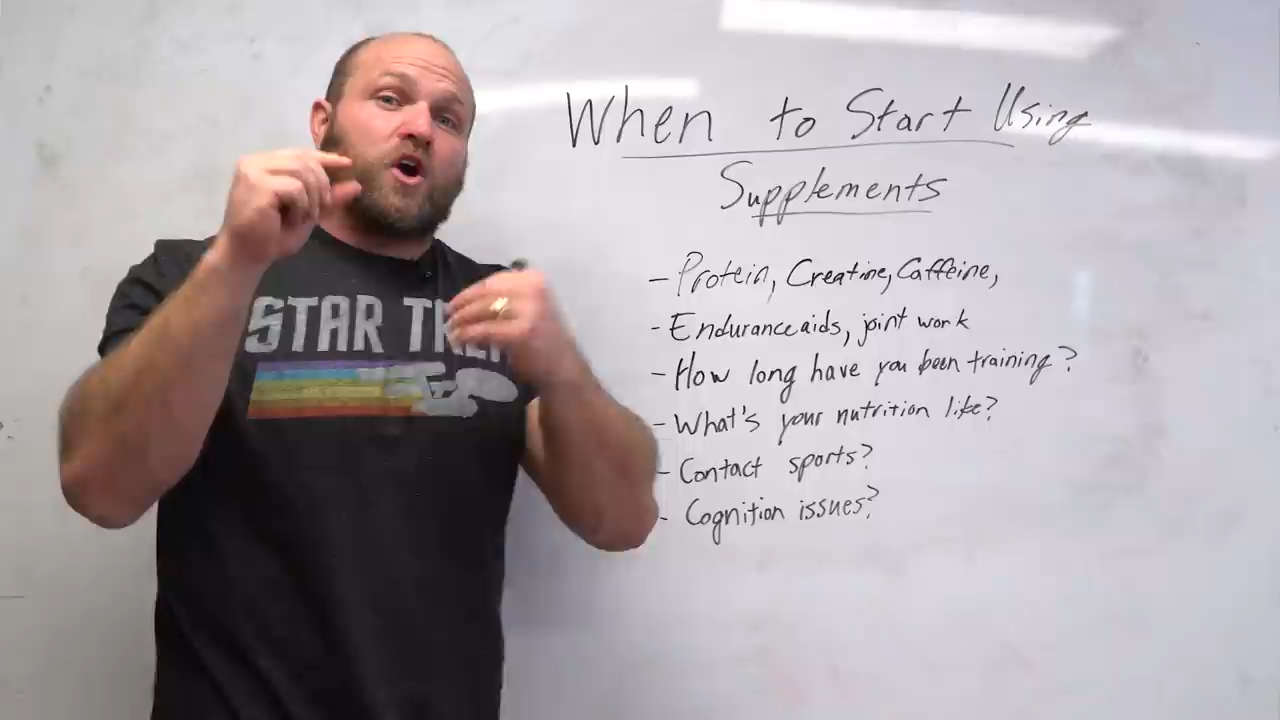 When to Start Using
Supplements
- Protein, Creatine, Caffeine,
- Endurance aids, joint work
- How long have you been training?
- What's your nutrition like?
- Contact sports?
- Cognition issues?
STAR TREK